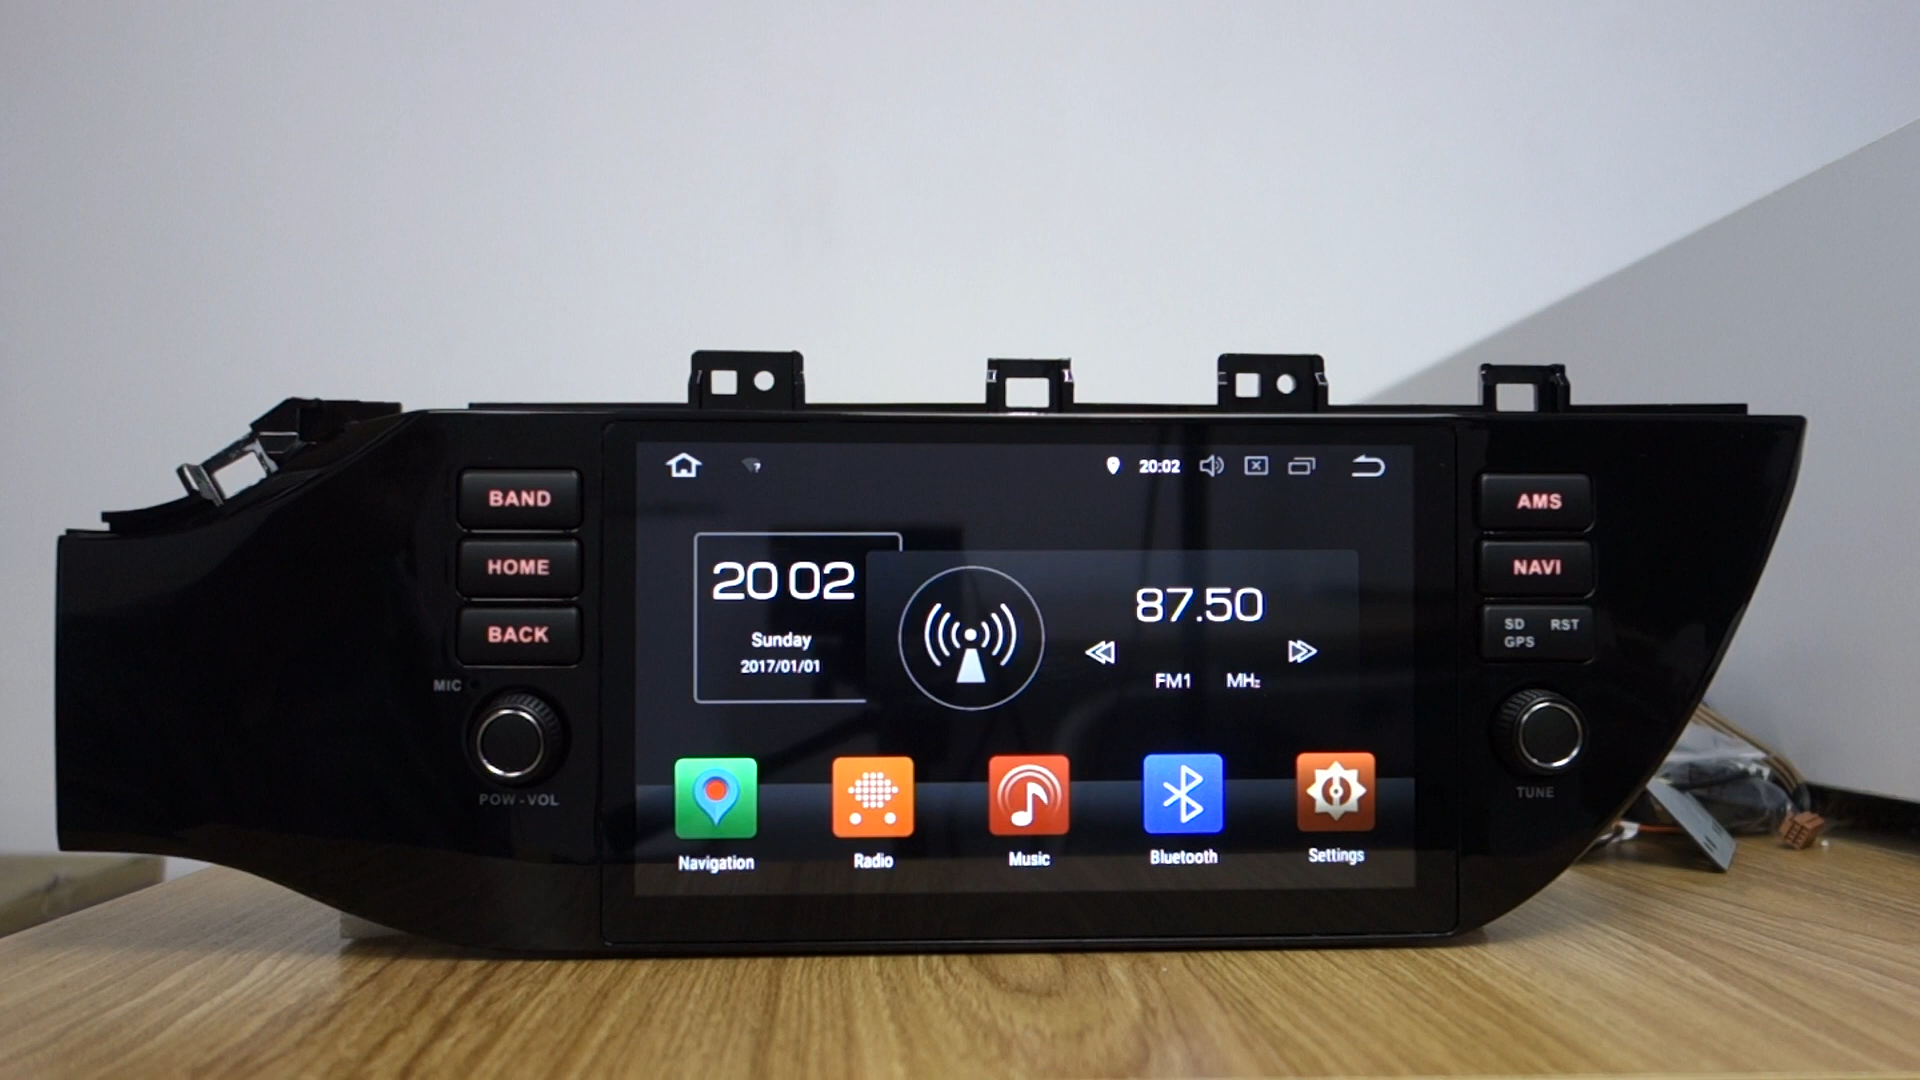 BAND
HOME
BACK
MIC
POW-VOL
20:02
20 02
Sunday
2017/01/01
87.50
FM1 MHz
Navigation
Radio
Music
Bluetooth
Settings
AMS
NAVI
SD RST
GPS
TUNE